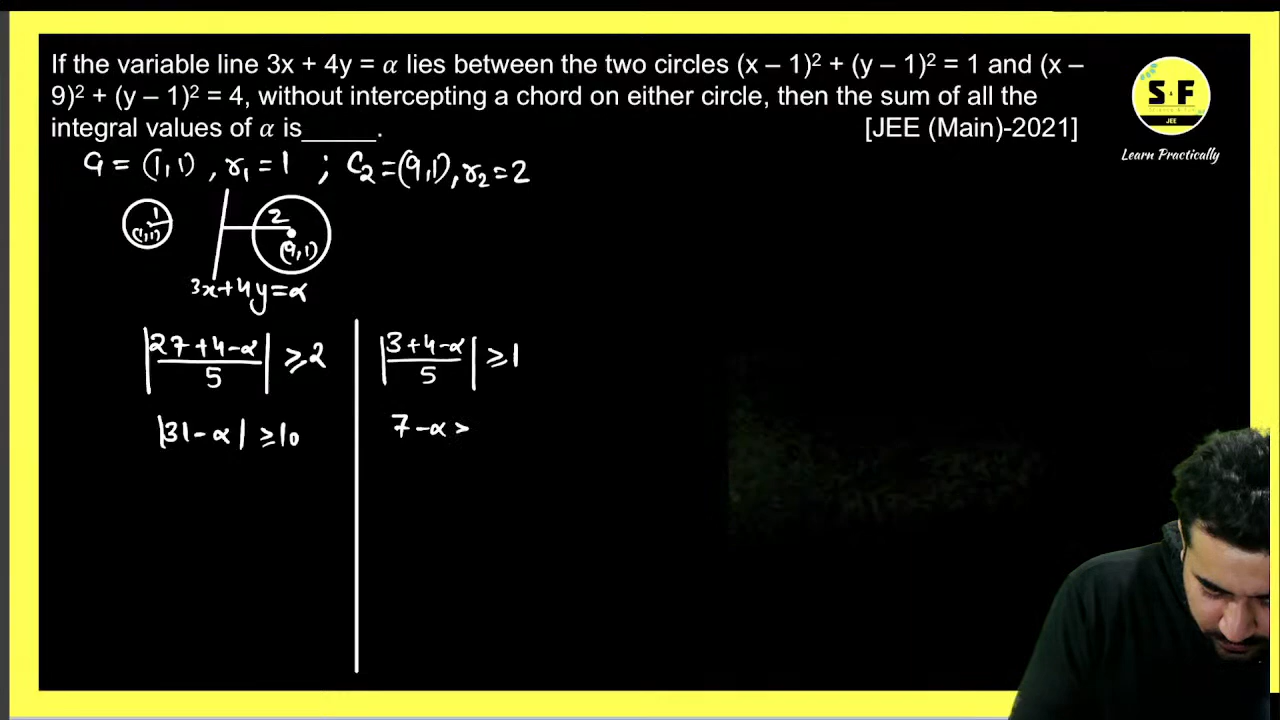 If the variable line 3x + 4y = α lies between the two circles (x – 1)² + (y – 1)² = 1 and (x –
9)² + (y – 1)² = 4, without intercepting a chord on either circle, then the sum of all the
integral values of α is_____.
[JEE (Main)-2021]
S&F
JEE
Learn Practically
C₁ = (1,1) , r₁ = 1 ; C₂ = (9,1), r₂ = 2
1
(1,1)
2
(9,1)
3x+4y=α
|27+4-α/5| ≥ 2
|3+4-α/5| ≥ 1
|31-α| ≥ 10
7-α >